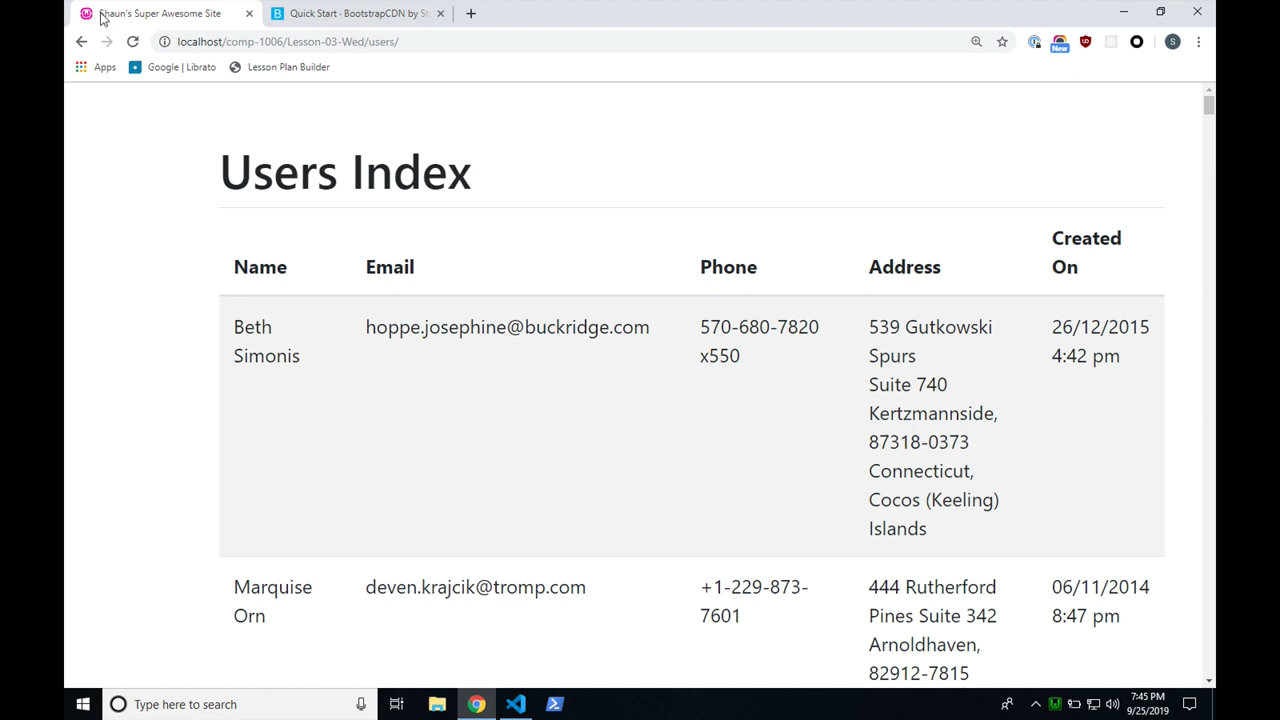 Shaun's Super Awesome Site
Quick Start · BootstrapCDN by St
localhost/comp-1006/Lesson-03-Wed/users/
New
S
Apps
Google | Librato
Lesson Plan Builder
Users Index
Name Email Phone Address Created On
Beth Simonis
hoppe.josephine@buckridge.com
570-680-7820
x550
539 Gutkowski
Spurs
Suite 740
Kertzmannside,
87318-0373
Connecticut,
Cocos (Keeling)
Islands
26/12/2015
4:42 pm
Marquise
Orn
deven.krajcik@tromp.com
+1-229-873-
7601
444 Rutherford
Pines Suite 342
Arnoldhaven,
82912-7815
06/11/2014
8:47 pm
Type here to search
7:45 PM
9/25/2019